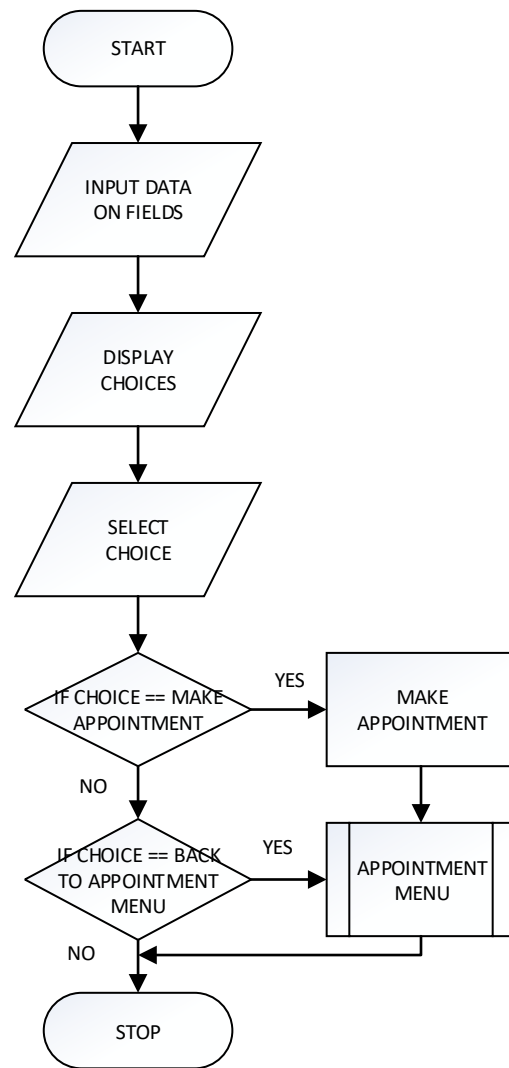 START
INPUT DATA
ON FIELDS
DISPLAY
CHOICES
SELECT
CHOICE
IF CHOICE == MAKE
APPOINTMENT
YES
MAKE
APPOINTMENT
NO
IF CHOICE == BACK
TO APPOINTMENT
MENU
YES
APPOINTMENT
MENU
NO
STOP